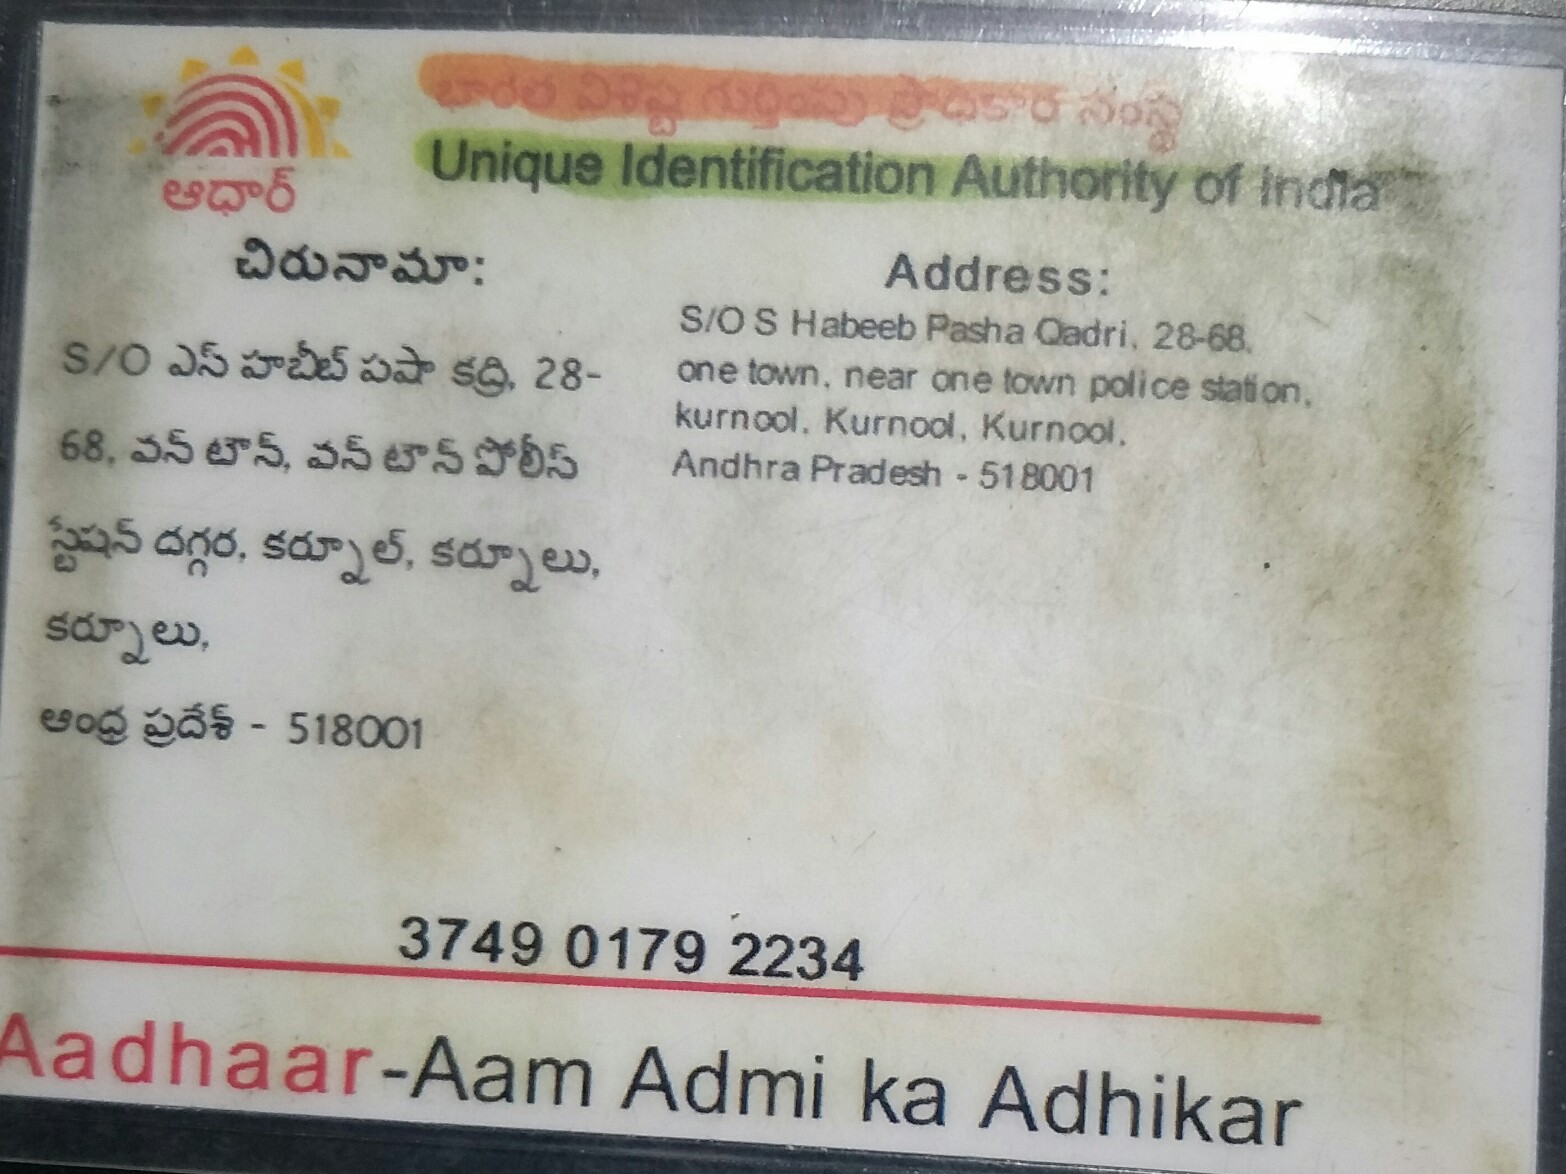 భారత విశిష్ట గుర్తింపు ప్రాధికార సంస్థ
Unique Identification Authority of India
ఆధార్
చిరునామా:
S/O ఎస్ హబీబ్ పషా కద్రి, 28-
68, వన్ టౌన్, వన్ టౌన్ పోలీస్
స్టేషన్ దగ్గర, కర్నూల్, కర్నూలు,
కర్నూలు,
ఆంధ్ర ప్రదేశ్ - 518001
Address:
S/O S Habeeb Pasha Qadri, 28-68,
one town, near one town police station,
kurnool, Kurnool, Kurnool,
Andhra Pradesh - 518001
3749 0179 2234
Aadhaar-Aam Admi ka Adhikar